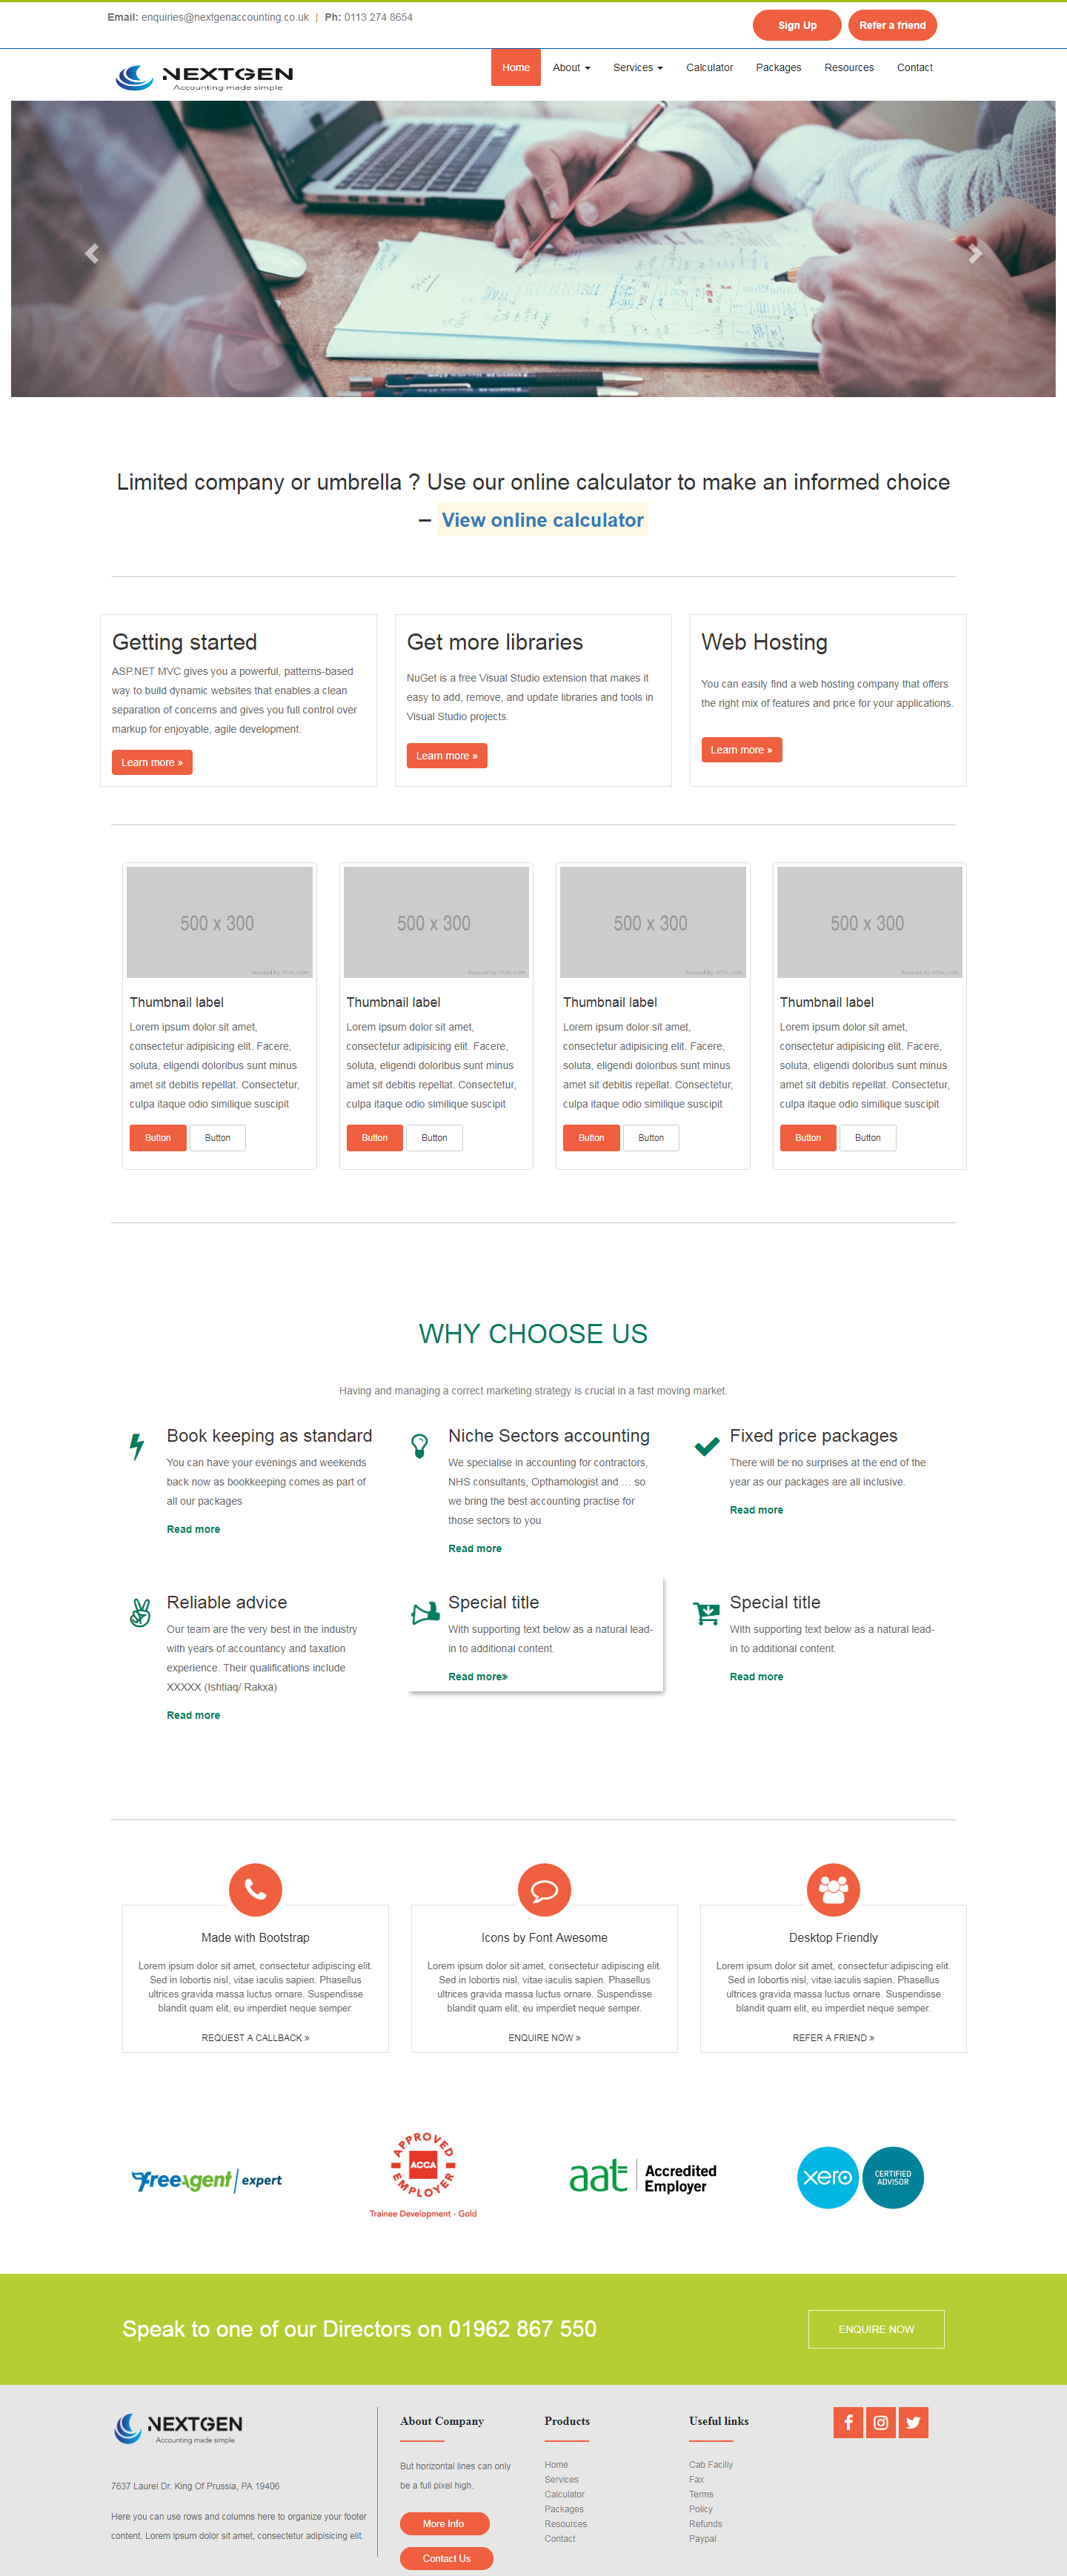 Email: enquiries@nextgenaccounting.co.uk | Ph: 0113 274 8654
Sign Up
Refer a friend
NEXTGEN
Accounting made simple
Home About Services Calculator Packages Resources Contact
Limited company or umbrella ? Use our online calculator to make an informed choice
– View online calculator
Getting started
ASP.NET MVC gives you a powerful, patterns-based
way to build dynamic websites that enables a clean
separation of concerns and gives you full control over
markup for enjoyable, agile development.
Learn more »
Get more libraries
NuGet is a free Visual Studio extension that makes it
easy to add, remove, and update libraries and tools in
Visual Studio projects.
Learn more »
Web Hosting
You can easily find a web hosting company that offers
the right mix of features and price for your applications.
Learn more »
500 x 300
Powered by HTML.COM
Thumbnail label
Lorem ipsum dolor sit amet,
consectetur adipisicing elit. Facere,
soluta, eligendi doloribus sunt minus
amet sit debitis repellat. Consectetur,
culpa itaque odio similique suscipit
Button Button
500 x 300
Powered by HTML.COM
Thumbnail label
Lorem ipsum dolor sit amet,
consectetur adipisicing elit. Facere,
soluta, eligendi doloribus sunt minus
amet sit debitis repellat. Consectetur,
culpa itaque odio similique suscipit
Button Button
500 x 300
Powered by HTML.COM
Thumbnail label
Lorem ipsum dolor sit amet,
consectetur adipisicing elit. Facere,
soluta, eligendi doloribus sunt minus
amet sit debitis repellat. Consectetur,
culpa itaque odio similique suscipit
Button Button
500 x 300
Powered by HTML.COM
Thumbnail label
Lorem ipsum dolor sit amet,
consectetur adipisicing elit. Facere,
soluta, eligendi doloribus sunt minus
amet sit debitis repellat. Consectetur,
culpa itaque odio similique suscipit
Button Button
WHY CHOOSE US
Having and managing a correct marketing strategy is crucial in a fast moving market.
Book keeping as standard
You can have your evenings and weekends
back now as bookkeeping comes as part of
all our packages
Read more
Niche Sectors accounting
We specialise in accounting for contractors,
NHS consultants, Opthamologist and … so
we bring the best accounting practise for
those sectors to you
Read more
Fixed price packages
There will be no surprises at the end of the
year as our packages are all inclusive.
Read more
Reliable advice
Our team are the very best in the industry
with years of accountancy and taxation
experience. Their qualifications include
XXXXX (Ishtiaq/ Rakxa)
Read more
Special title
With supporting text below as a natural lead-
in to additional content.
Read more»
Special title
With supporting text below as a natural lead-
in to additional content.
Read more
Made with Bootstrap
Lorem ipsum dolor sit amet, consectetur adipiscing elit.
Sed in lobortis nisl, vitae iaculis sapien. Phasellus
ultrices gravida massa luctus ornare. Suspendisse
blandit quam elit, eu imperdiet neque semper.
REQUEST A CALLBACK »
Icons by Font Awesome
Lorem ipsum dolor sit amet, consectetur adipiscing elit.
Sed in lobortis nisl, vitae iaculis sapien. Phasellus
ultrices gravida massa luctus ornare. Suspendisse
blandit quam elit, eu imperdiet neque semper.
ENQUIRE NOW »
Desktop Friendly
Lorem ipsum dolor sit amet, consectetur adipiscing elit.
Sed in lobortis nisl, vitae iaculis sapien. Phasellus
ultrices gravida massa luctus ornare. Suspendisse
blandit quam elit, eu imperdiet neque semper.
REFER A FRIEND »
freeagent expert
APPROVED
ACCA
EMPLOYER
Trainee Development - Gold
aat Accredited
Employer
xero CERTIFIED
ADVISOR
Speak to one of our Directors on 01962 867 550
ENQUIRE NOW
NEXTGEN
Accounting made simple
7637 Laurel Dr. King Of Prussia, PA 19406
Here you can use rows and columns here to organize your footer
content. Lorem ipsum dolor sit amet, consectetur adipisicing elit.
About Company
But horizontal lines can only
be a full pixel high.
More Info
Contact Us
Products
Home
Services
Calculator
Packages
Resources
Contact
Useful links
Cab Faciliy
Fax
Terms
Policy
Refunds
Paypal